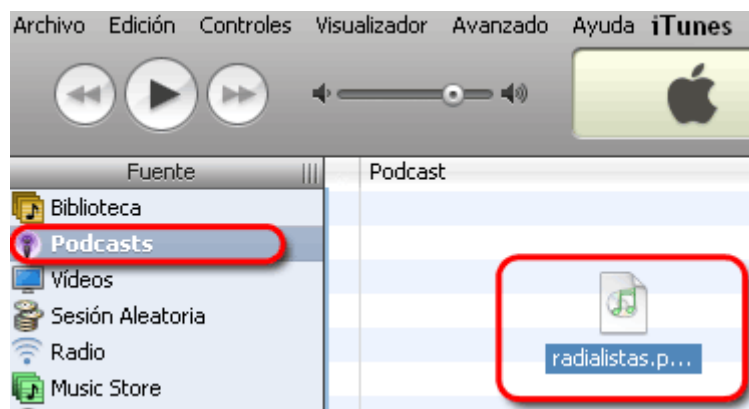 Archivo Edición Controles Visualizador Avanzado Ayuda iTunes
Fuente
Podcast
Biblioteca
Podcasts
Vídeos
Sesión Aleatoria
Radio
radialistas.p...
Music Store